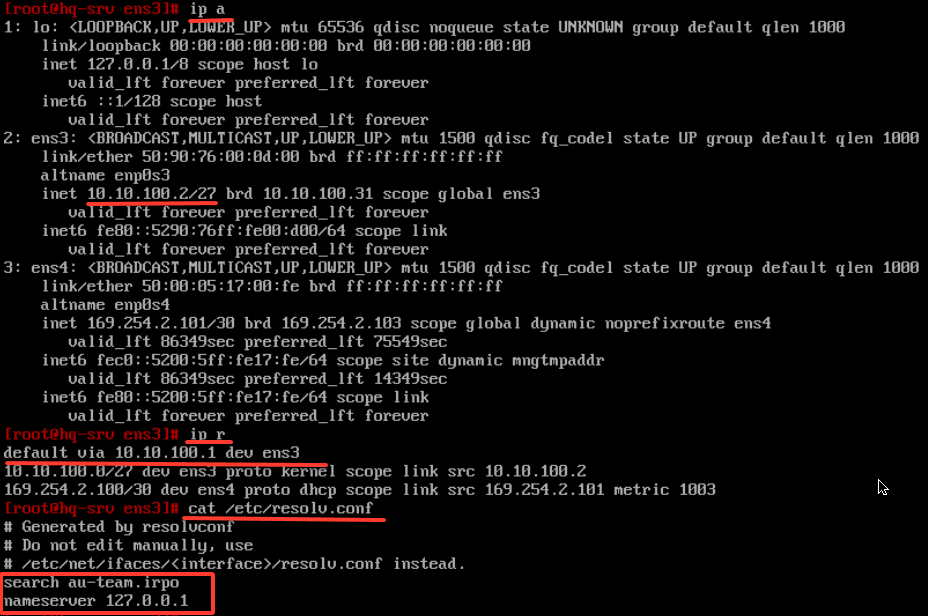 [root@hq-srv ens3]# ip a
1: lo: <LOOPBACK,UP,LOWER_UP> mtu 65536 qdisc noqueue state UNKNOWN group default qlen 1000
    link/loopback 00:00:00:00:00:00 brd 00:00:00:00:00:00
    inet 127.0.0.1/8 scope host lo
       valid_lft forever preferred_lft forever
    inet6 ::1/128 scope host
       valid_lft forever preferred_lft forever
2: ens3: <BROADCAST,MULTICAST,UP,LOWER_UP> mtu 1500 qdisc fq_codel state UP group default qlen 1000
    link/ether 50:90:76:00:0d:00 brd ff:ff:ff:ff:ff:ff
    altname enp0s3
    inet 10.10.100.2/27 brd 10.10.100.31 scope global ens3
       valid_lft forever preferred_lft forever
    inet6 fe80::5290:76ff:fe00:d00/64 scope link
       valid_lft forever preferred_lft forever
3: ens4: <BROADCAST,MULTICAST,UP,LOWER_UP> mtu 1500 qdisc fq_codel state UP group default qlen 1000
    link/ether 50:00:05:17:00:fe brd ff:ff:ff:ff:ff:ff
    altname enp0s4
    inet 169.254.2.101/30 brd 169.254.2.103 scope global dynamic noprefixroute ens4
       valid_lft 86349sec preferred_lft 75549sec
    inet6 fec0::5200:5ff:fe17:fe/64 scope site dynamic mngtmpaddr
       valid_lft 86349sec preferred_lft 14349sec
    inet6 fe80::5200:5ff:fe17:fe/64 scope link
       valid_lft forever preferred_lft forever
[root@hq-srv ens3]# ip r
default via 10.10.100.1 dev ens3
10.10.100.0/27 dev ens3 proto kernel scope link src 10.10.100.2
169.254.2.100/30 dev ens4 proto dhcp scope link src 169.254.2.101 metric 1003
[root@hq-srv ens3]# cat /etc/resolv.conf
# Generated by resolvconf
# Do not edit manually, use
# /etc/net/ifaces/<interface>/resolv.conf instead.
search au-team.irpo
nameserver 127.0.0.1